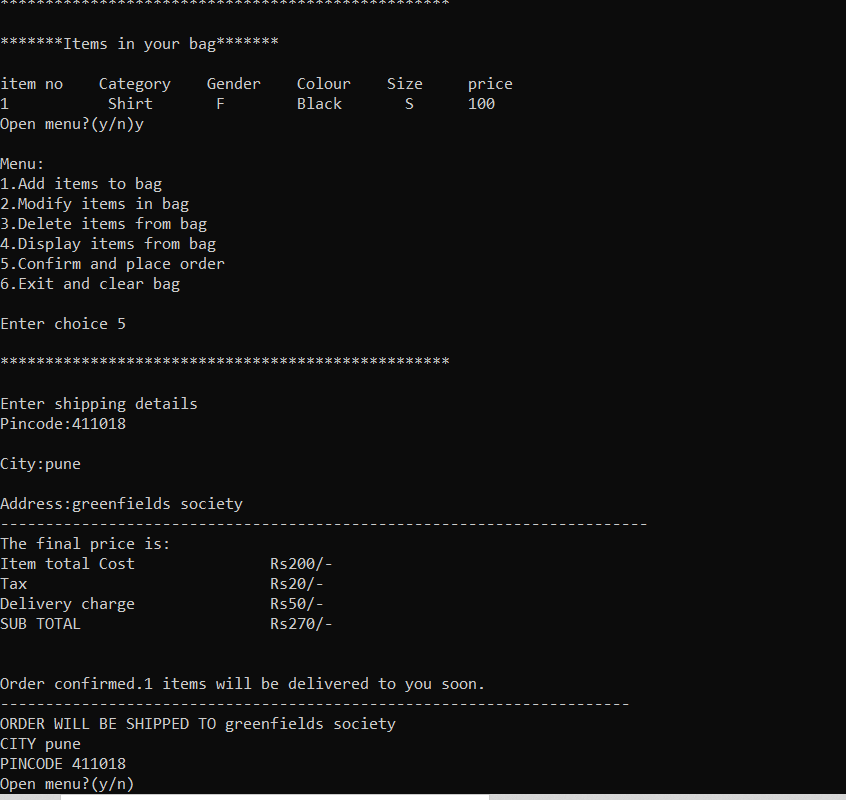 **************************************************
*******Items in your bag*******
item no    Category    Gender    Colour    Size     price
1           Shirt       F        Black       S      100
Open menu?(y/n)y
Menu:
1.Add items to bag
2.Modify items in bag
3.Delete items from bag
4.Display items from bag
5.Confirm and place order
6.Exit and clear bag
Enter choice 5
**************************************************
Enter shipping details
Pincode:411018
City:pune
Address:greenfields society
------------------------------------------------------------------------
The final price is:
Item total Cost               Rs200/-
Tax                           Rs20/-
Delivery charge               Rs50/-
SUB TOTAL                     Rs270/-
Order confirmed.1 items will be delivered to you soon.
----------------------------------------------------------------------
ORDER WILL BE SHIPPED TO greenfields society
CITY pune
PINCODE 411018
Open menu?(y/n)